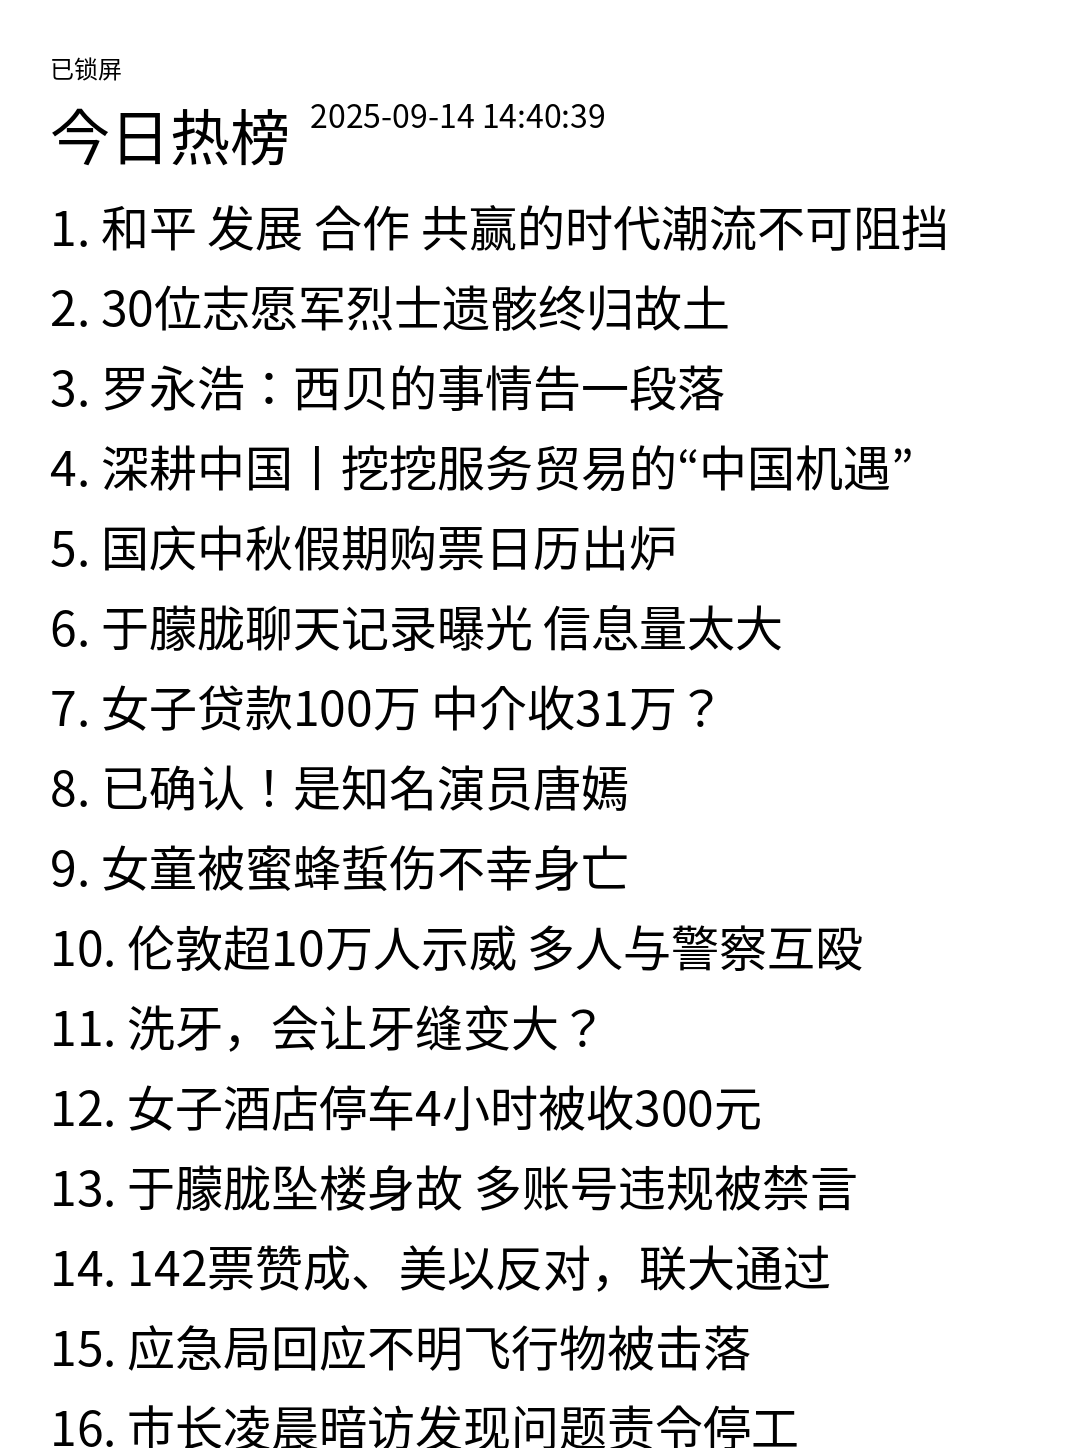 已锁屏
今日热榜 2025-09-14 14:40:39
1. 和平 发展 合作 共赢的时代潮流不可阻挡
2. 30位志愿军烈士遗骸终归故土
3. 罗永浩：西贝的事情告一段落
4. 深耕中国丨挖挖服务贸易的“中国机遇”
5. 国庆中秋假期购票日历出炉
6. 于朦胧聊天记录曝光 信息量太大
7. 女子贷款100万 中介收31万？
8. 已确认！是知名演员唐嫣
9. 女童被蜜蜂蜇伤不幸身亡
10. 伦敦超10万人示威 多人与警察互殴
11. 洗牙，会让牙缝变大？
12. 女子酒店停车4小时被收300元
13. 于朦胧坠楼身故 多账号违规被禁言
14. 142票赞成、美以反对，联大通过
15. 应急局回应不明飞行物被击落
16. 市长凌晨暗访发现问题责令停工